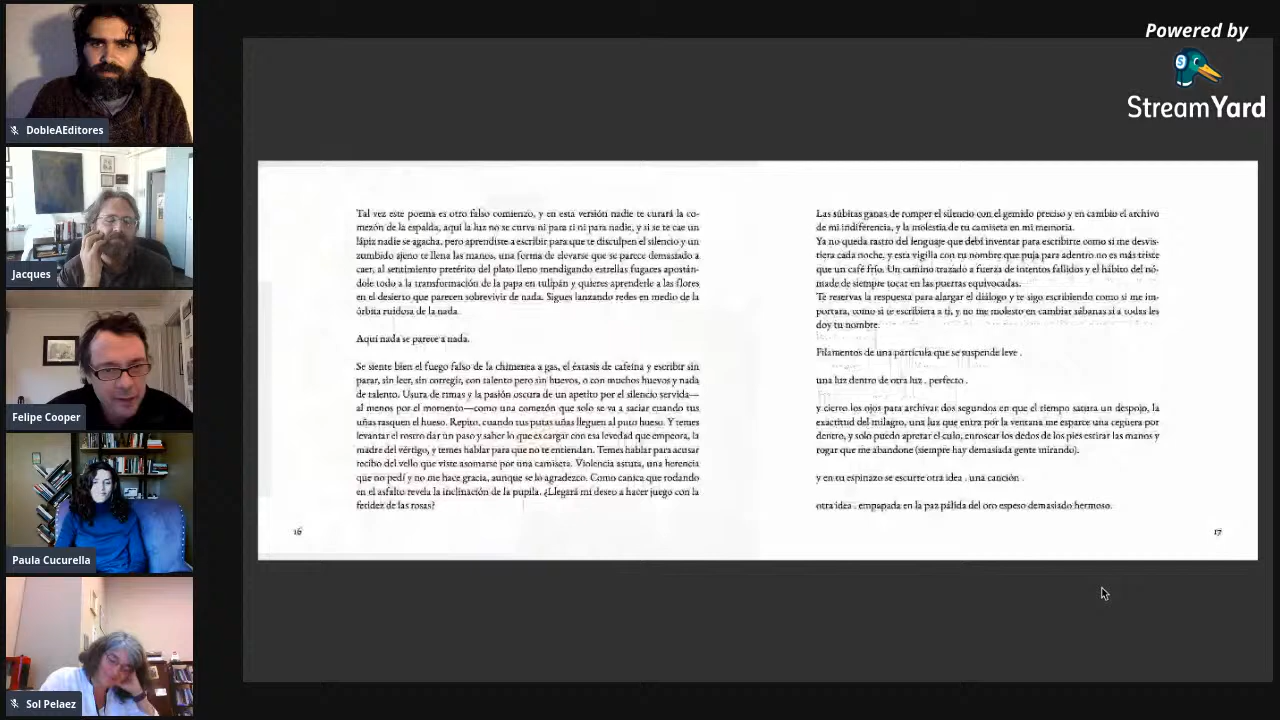 Powered by
StreamYard
DobleAEditores
Jacques
Felipe Cooper
Paula Cucurella
Sol Pelaez
Tal vez este poema es otro falso comienzo, y en esta versión nadie te curará la co-
mezón de la espalda, aquí la luz no se curva ni para ti ni para nadie, y si se te cae un
lápiz nadie se agacha, pero aprendiste a escribir para que te disculpen el silencio y un
zumbido ajeno te llena las manos, una forma de elevarse que se parece demasiado a
caer, al sentimiento pretérito del plato lleno mendigando estrellas fugaces apostán-
dole todo a la transformación de la papa en tulipán y quieres aprenderle a las flores
en el desierto que parecen sobrevivir de nada. Sigues lanzando redes en medio de la
órbita ruidosa de la nada.
Aquí nada se parece a nada.
Se siente bien el fuego falso de la chimenea a gas, el éxtasis de cafeína y escribir sin
parar, sin leer, sin corregir, con talento pero sin huevos, o con muchos huevos y nada
de talento. Usura de rimas y la pasión oscura de un apetito por el silencio servida—
al menos por el momento—como una comezón que solo se va a saciar cuando tus
uñas rasquen el hueso. Repito, cuando tus putas uñas lleguen al puto hueso. Y temes
levantar el rostro dar un paso y saber lo que es cargar con esa levedad que empeora, la
madre del vértigo, y temes hablar para que no te entiendan. Temes hablar para acusar
recibo del vello que viste asomarse por una camiseta. Violencia astuta, una herencia
que no pedí y no me hace gracia, aunque se lo agradezco. Como canica que rodando
en el asfalto revela la inclinación de la pupila. ¿Llegará mi deseo a hacer juego con la
fetidez de las rosas?
16
Las súbitas ganas de romper el silencio con el gemido preciso y en cambio el archivo
de mi indiferencia, y la molestia de tu camiseta en mi memoria.
Ya no queda rastro del lenguaje que debí inventar para escribirte como si me desvis-
tiera cada noche, y esta vigilia con tu nombre que puja para adentro no es más triste
que un café frío. Un camino trazado a fuerza de intentos fallidos y el hábito del nó-
made de siempre tocar en las puertas equivocadas.
Te reservas la respuesta para alargar el diálogo y te sigo escribiendo como si me im-
portara, como si te escribiera a ti, y no me molesto en cambiar sábanas si a todas les
doy tu nombre.
Filamentos de una partícula que se suspende leve .
una luz dentro de otra luz . perfecto .
y cierro los ojos para archivar dos segundos en que el tiempo satura un despojo, la
exactitud del milagro, una luz que entra por la ventana me esparce una ceguera por
dentro, y solo puedo apretar el culo, enroscar los dedos de los pies estirar las manos y
rogar que me abandone (siempre hay demasiada gente mirando).
y en tu espinazo se escurre otra idea . una canción .
otra idea . empapada en la paz pálida del oro espeso demasiado hermoso.
17